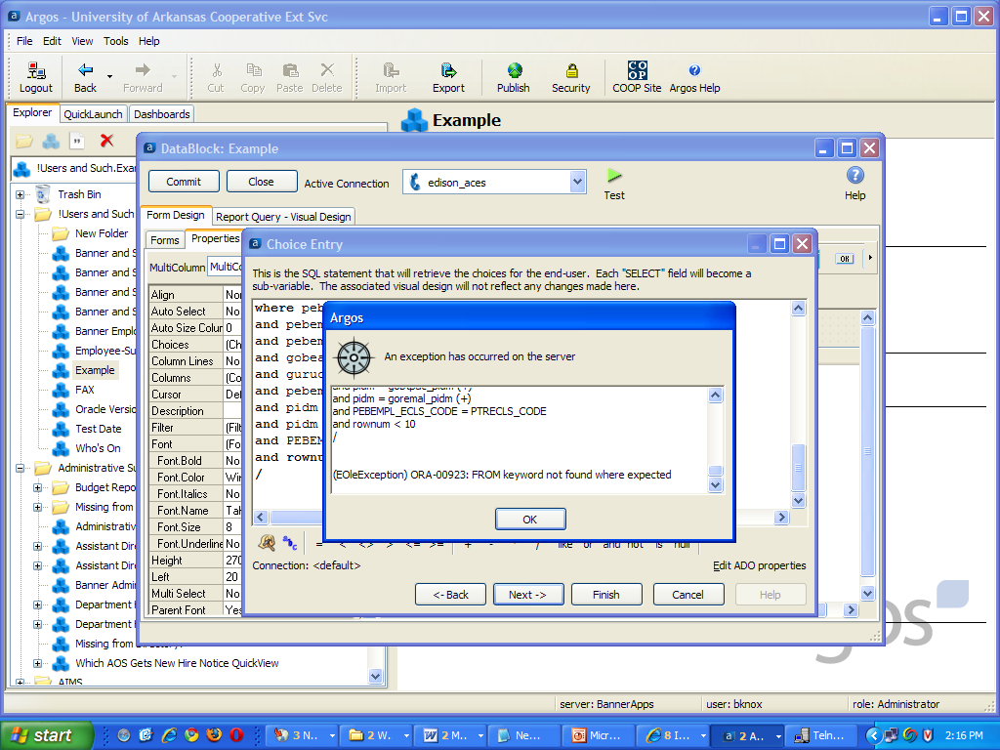 Argos - University of Arkansas Cooperative Ext Svc
File Edit View Tools Help
Logout Back Forward Cut Copy Paste Delete Import Export Publish Security COOP Site Argos Help
CO
OP
Explorer QuickLaunch Dashboards
Example
!Users and Such.Exa
Trash Bin
!Users and Such
New Folder
Banner and S
Banner and S
Banner and S
Banner and S
Banner Emplo
Employee-Su
Example
FAX
Oracle Versio
Test Date
Who's On
Administrative Su
Budget Repo
Missing from
Administrativ
Assistant Dire
Assistant Dire
Banner Admi
Department H
Department H
Missing from Directory?
Which AOS Gets New Hire Notice QuickView
AIMS
DataBlock: Example
Commit Close Active Connection edison_aces Test Help
Form Design Report Query - Visual Design
Forms Properties
MultiColumn MultiCo
OK
Align No
Auto Select No
Auto Size Colur 0
Choices (Ch
Column Lines No
Columns (Co
Cursor Def
Description
Filter (Filt
Font (Fo
Font.Bold No
Font.Color Wir
Font.Italics No
Font.Name Tah
Font.Size 8
Font.Underline No
Height 270
Left 20
Multi Select No
Parent Font Yes
Choice Entry
This is the SQL statement that will retrieve the choices for the end-user. Each "SELECT" field will become a
sub-variable. The associated visual design will not reflect any changes made here.
where peb
and pebem
and pebem
and gobea
and guruc
and pebem
and pidm
and pidm
and PEBEM
and rownu
/
= < <> > <= >= + - * / like or and not is null
Connection: <default> Edit ADO properties
<- Back Next -> Finish Cancel Help
Argos
An exception has occurred on the server
and pidm = gobtpac_pidm (+)
and pidm = goremal_pidm (+)
and PEBEMPL_ECLS_CODE = PTRECLS_CODE
and rownum < 10
/
(EOleException) ORA-00923: FROM keyword not found where expected
OK
gos
server: BannerApps user: bknox role: Administrator
start 3 N... 2 W... 2 M... Ne... Micr... 8 I... 2 A... Teln... 2:16 PM